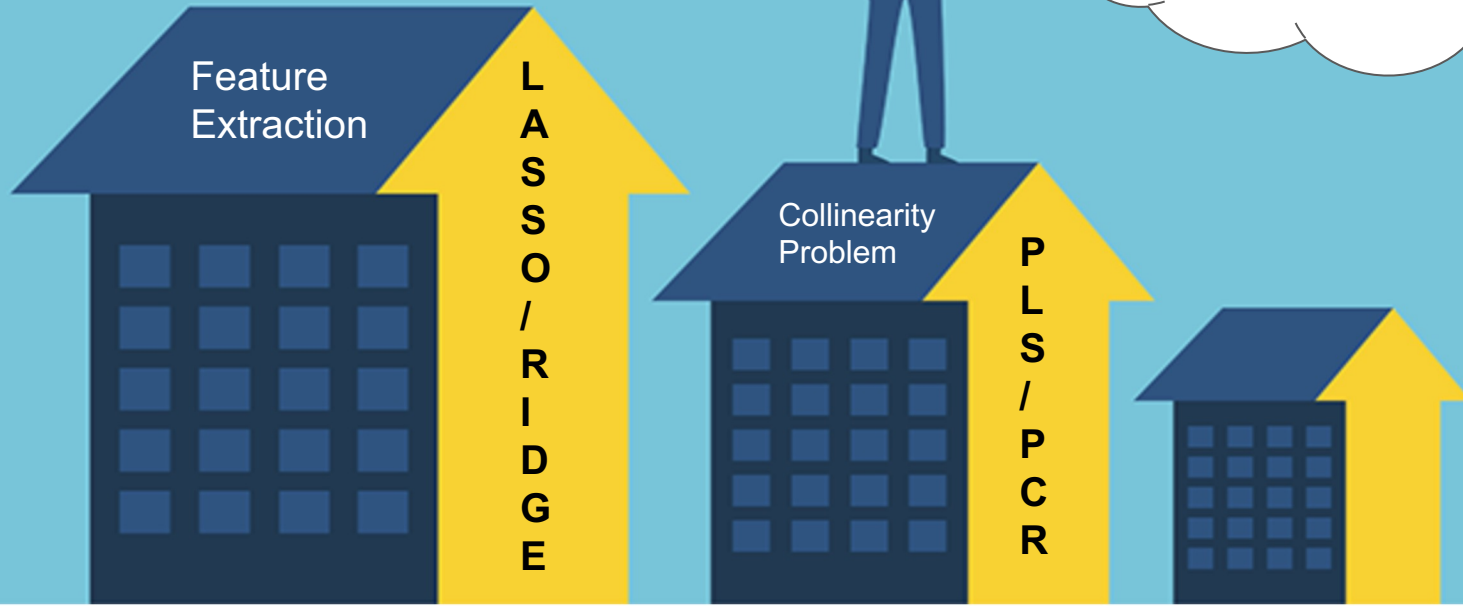 Feature
Extraction
LASSO/RIDGE
Collinearity
Problem
PLS/PCR